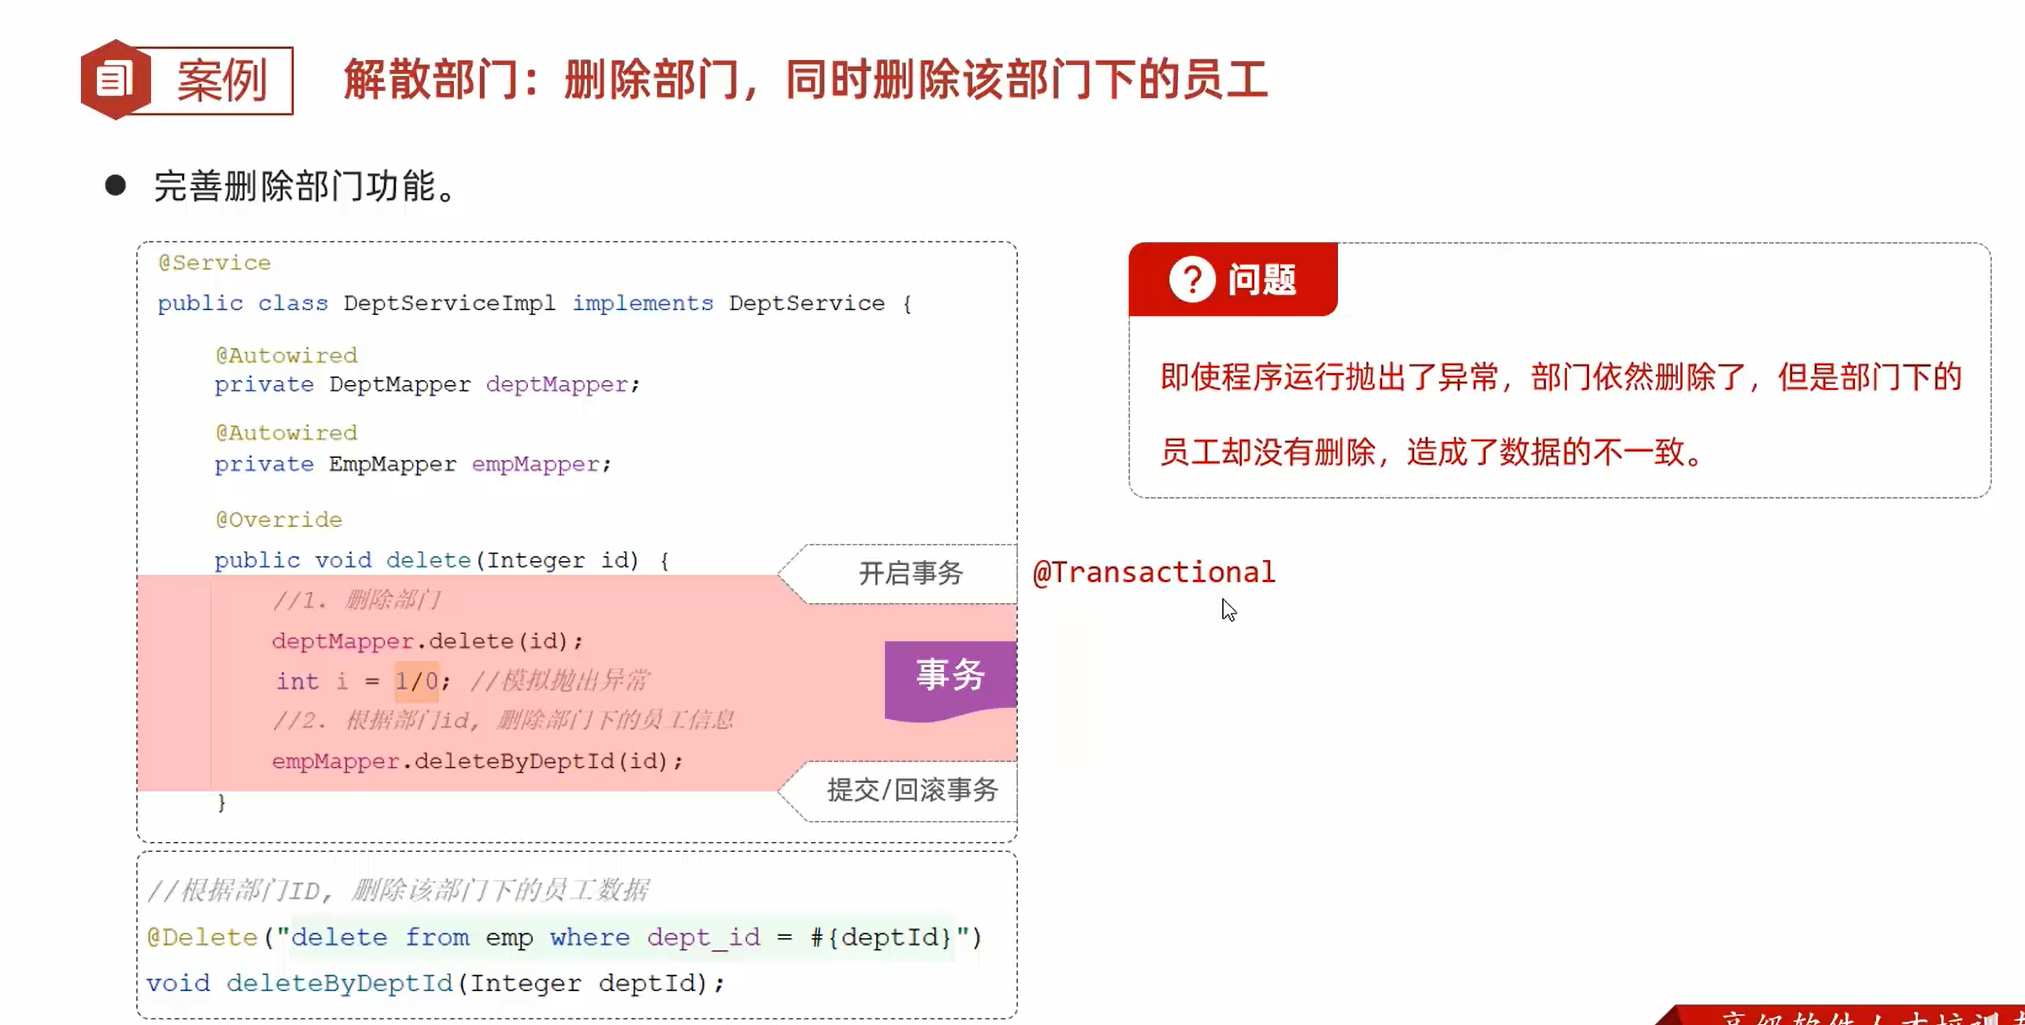 案例
解散部门：删除部门，同时删除该部门下的员工
● 完善删除部门功能。
@Service
public class DeptServiceImpl implements DeptService {
@Autowired
private DeptMapper deptMapper;
@Autowired
private EmpMapper empMapper;
@Override
public void delete(Integer id) {
//1. 删除部门
deptMapper.delete(id);
int i = 1/0; //模拟抛出异常
//2. 根据部门id, 删除部门下的员工信息
empMapper.deleteByDeptId(id);
}
开启事务
@Transactional
事务
提交/回滚事务
//根据部门ID, 删除该部门下的员工数据
@Delete("delete from emp where dept_id = #{deptId}")
void deleteByDeptId(Integer deptId);
? 问题
即使程序运行抛出了异常，部门依然删除了，但是部门下的
员工却没有删除，造成了数据的不一致。
高级软件人才培训